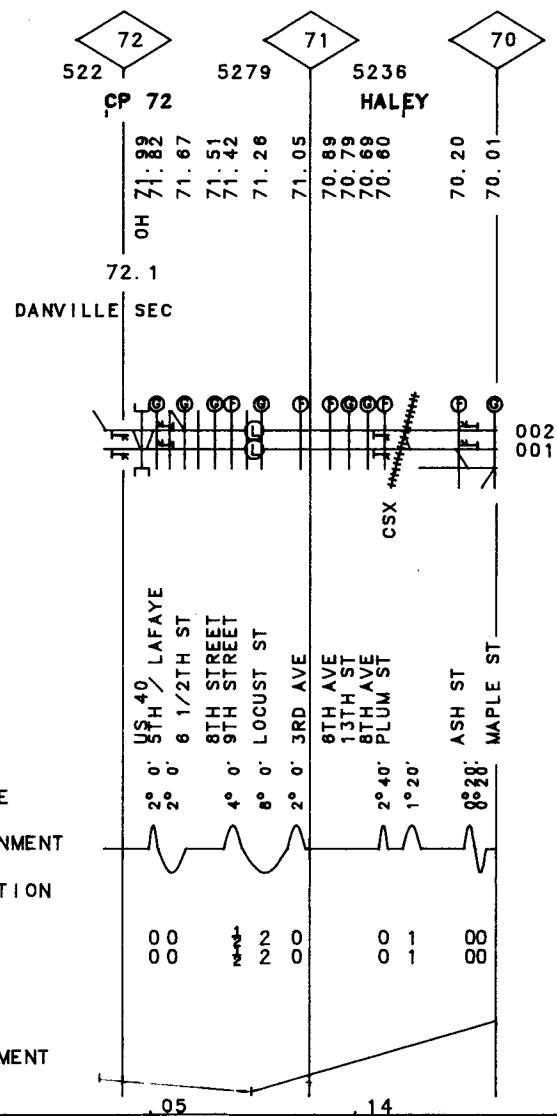 72 71 70
522 5279 5236
CP 72 HALEY
OH 71.99
71.82
71.67
71.51
71.42
71.26
71.05
70.89
70.79
70.69
70.60
70.20
70.01
72.1
DANVILLE SEC
G G G F G F F G G F F G
L 002
L 001
CSX
US 40
5TH / LAFAYE
6 1/2TH ST
8TH STREET
9TH STREET
LOCUST ST
3RD AVE
6TH AVE
13TH ST
8TH AVE
PLUM ST
ASH ST
MAPLE ST
E 2° 0' 2° 0' 4° 0' 8° 0' 2° 0' 2° 40' 1° 20' 0° 20' 0° 20'
NMENT
TION
0 0 1/2 2 0 0 1 00
0 0 1/2 2 0 0 1 00
MENT
.05 .14